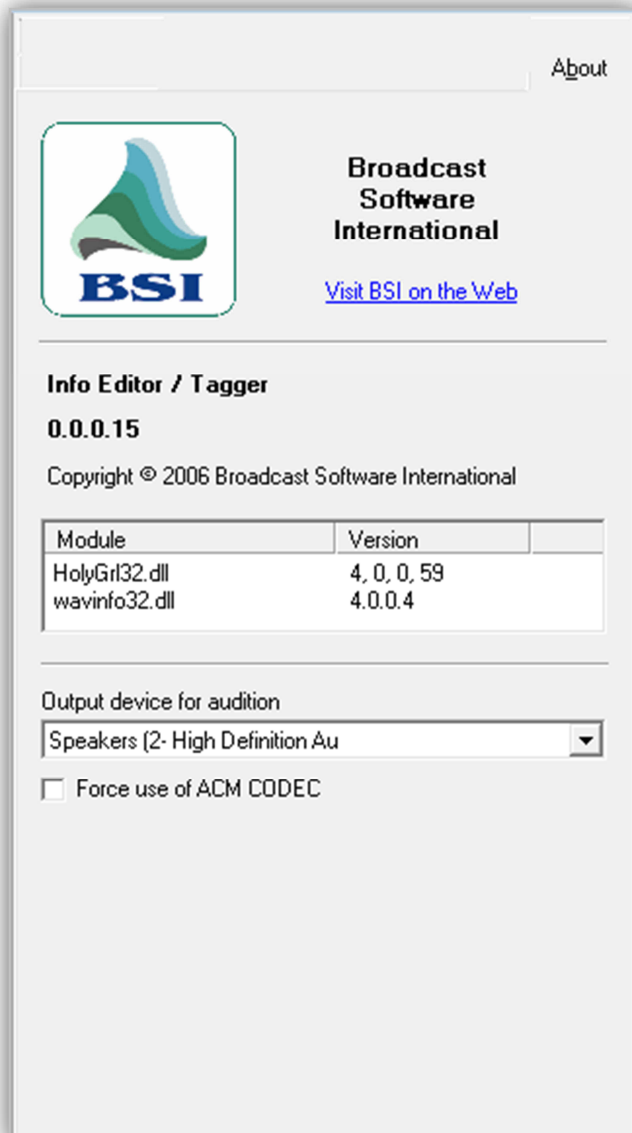 About
BSI
Broadcast
Software
International
Visit BSI on the Web
Info Editor / Tagger
0.0.0.15
Copyright © 2006 Broadcast Software International
Module Version
HolyGrl32.dll 4, 0, 0, 59
wavinfo32.dll 4.0.0.4
Output device for audition
Speakers (2- High Definition Au
Force use of ACM CODEC